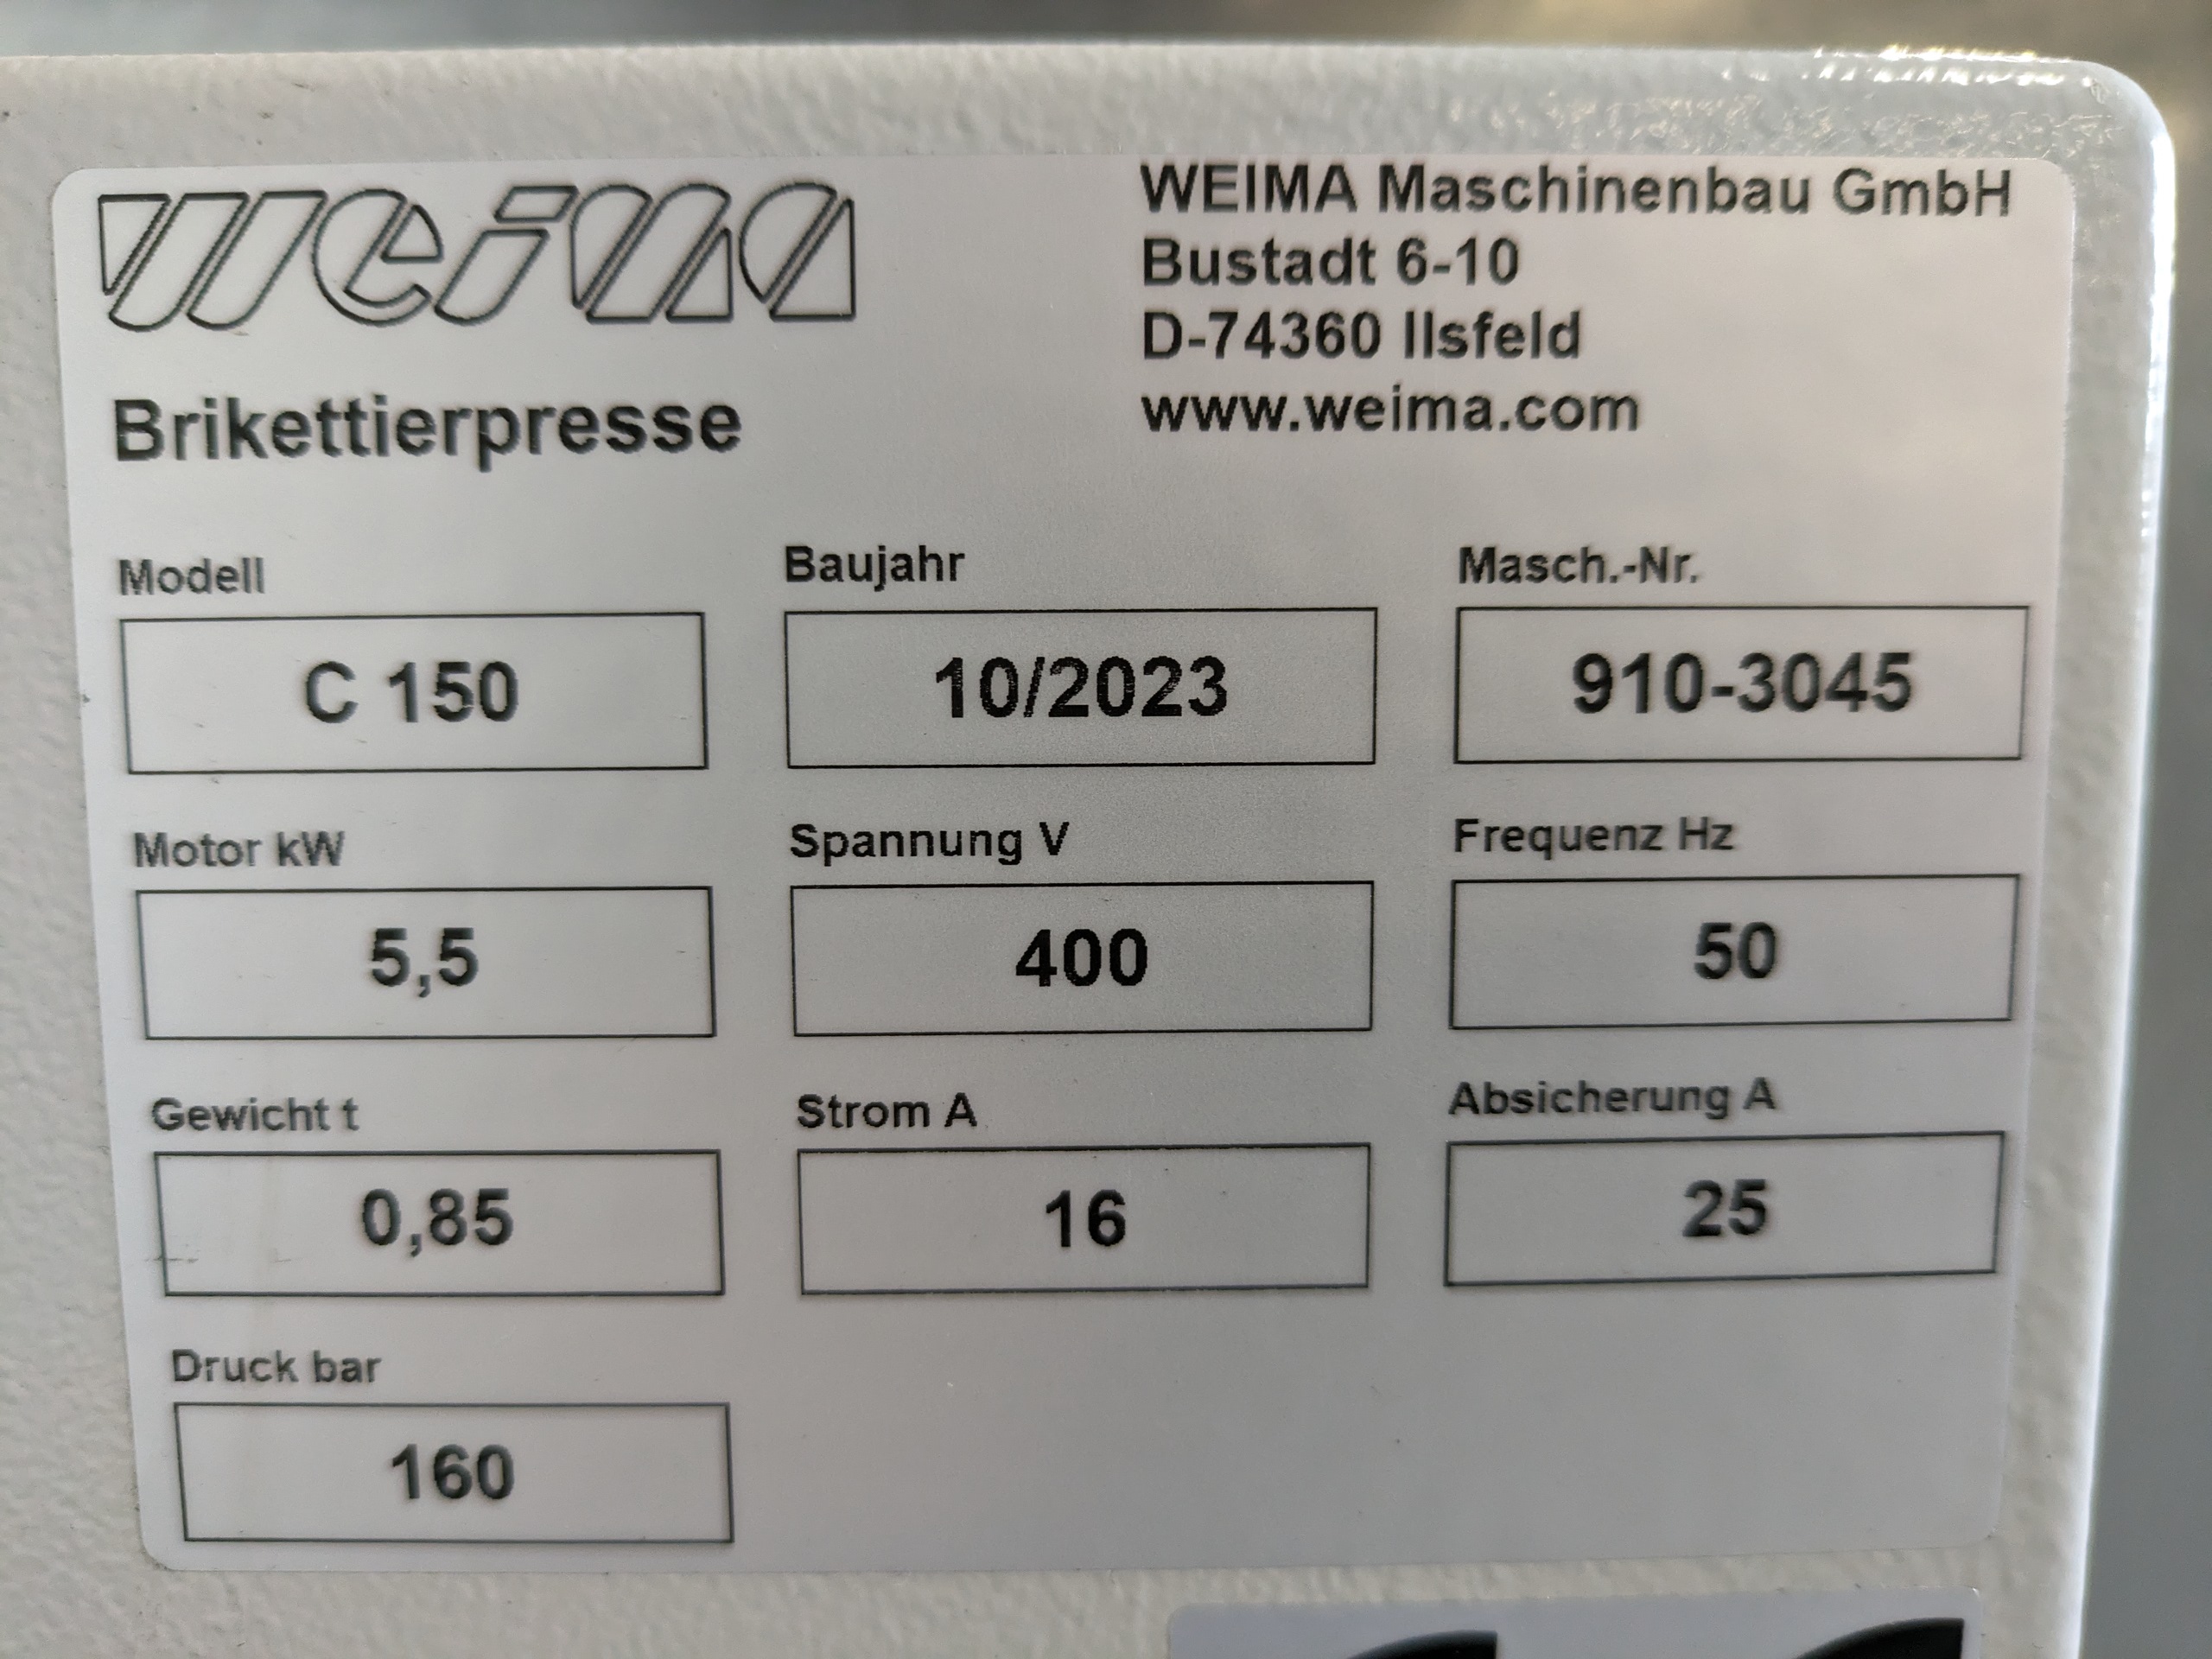 weima
WEIMA Maschinenbau GmbH
Bustadt 6-10
D-74360 Ilsfeld
www.weima.com
Brikettierpresse
Modell Baujahr Masch.-Nr.
C 150 10/2023 910-3045
Motor kW Spannung V Frequenz Hz
5,5 400 50
Gewicht t Strom A Absicherung A
0,85 16 25
Druck bar
160